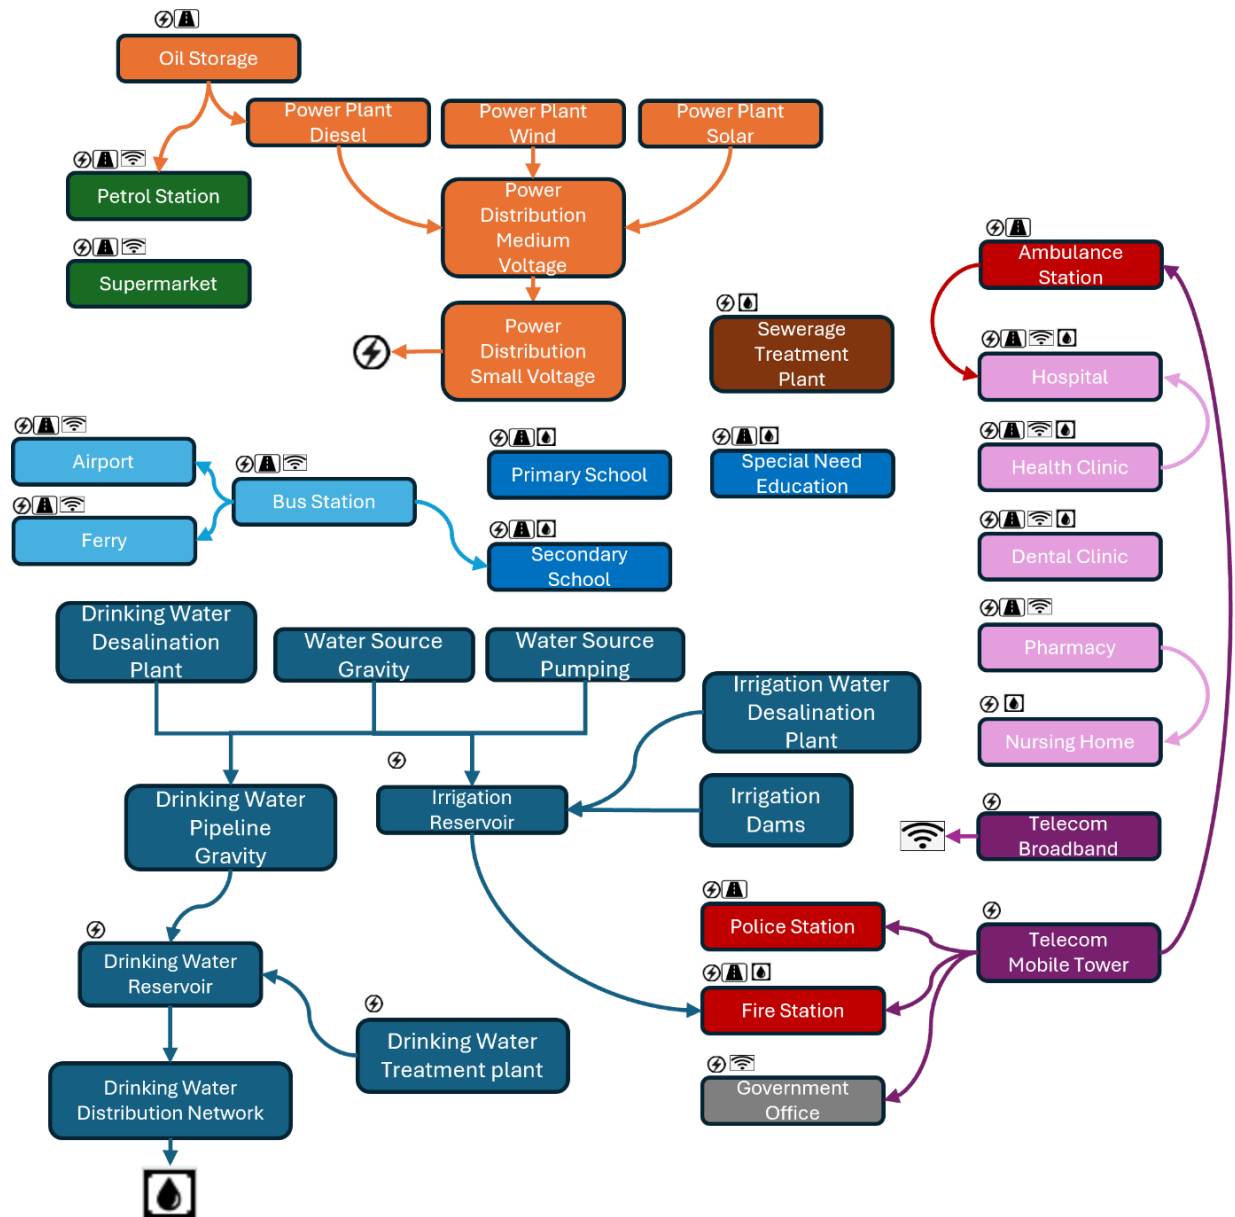 Oil Storage
Power Plant
Diesel
Power Plant
Wind
Power Plant
Solar
Petrol Station
Power
Distribution
Medium
Voltage
Supermarket
Ambulance
Station
Power
Distribution
Small Voltage
Sewerage
Treatment
Plant
Hospital
Airport
Bus Station
Ferry
Primary School
Special Need
Education
Health Clinic
Secondary
School
Dental Clinic
Drinking Water
Desalination
Plant
Water Source
Gravity
Water Source
Pumping
Pharmacy
Irrigation Water
Desalination
Plant
Nursing Home
Drinking Water
Pipeline
Gravity
Irrigation
Reservoir
Irrigation
Dams
Telecom
Broadband
Police Station
Telecom
Mobile Tower
Drinking Water
Reservoir
Fire Station
Drinking Water
Treatment plant
Drinking Water
Distribution Network
Government
Office